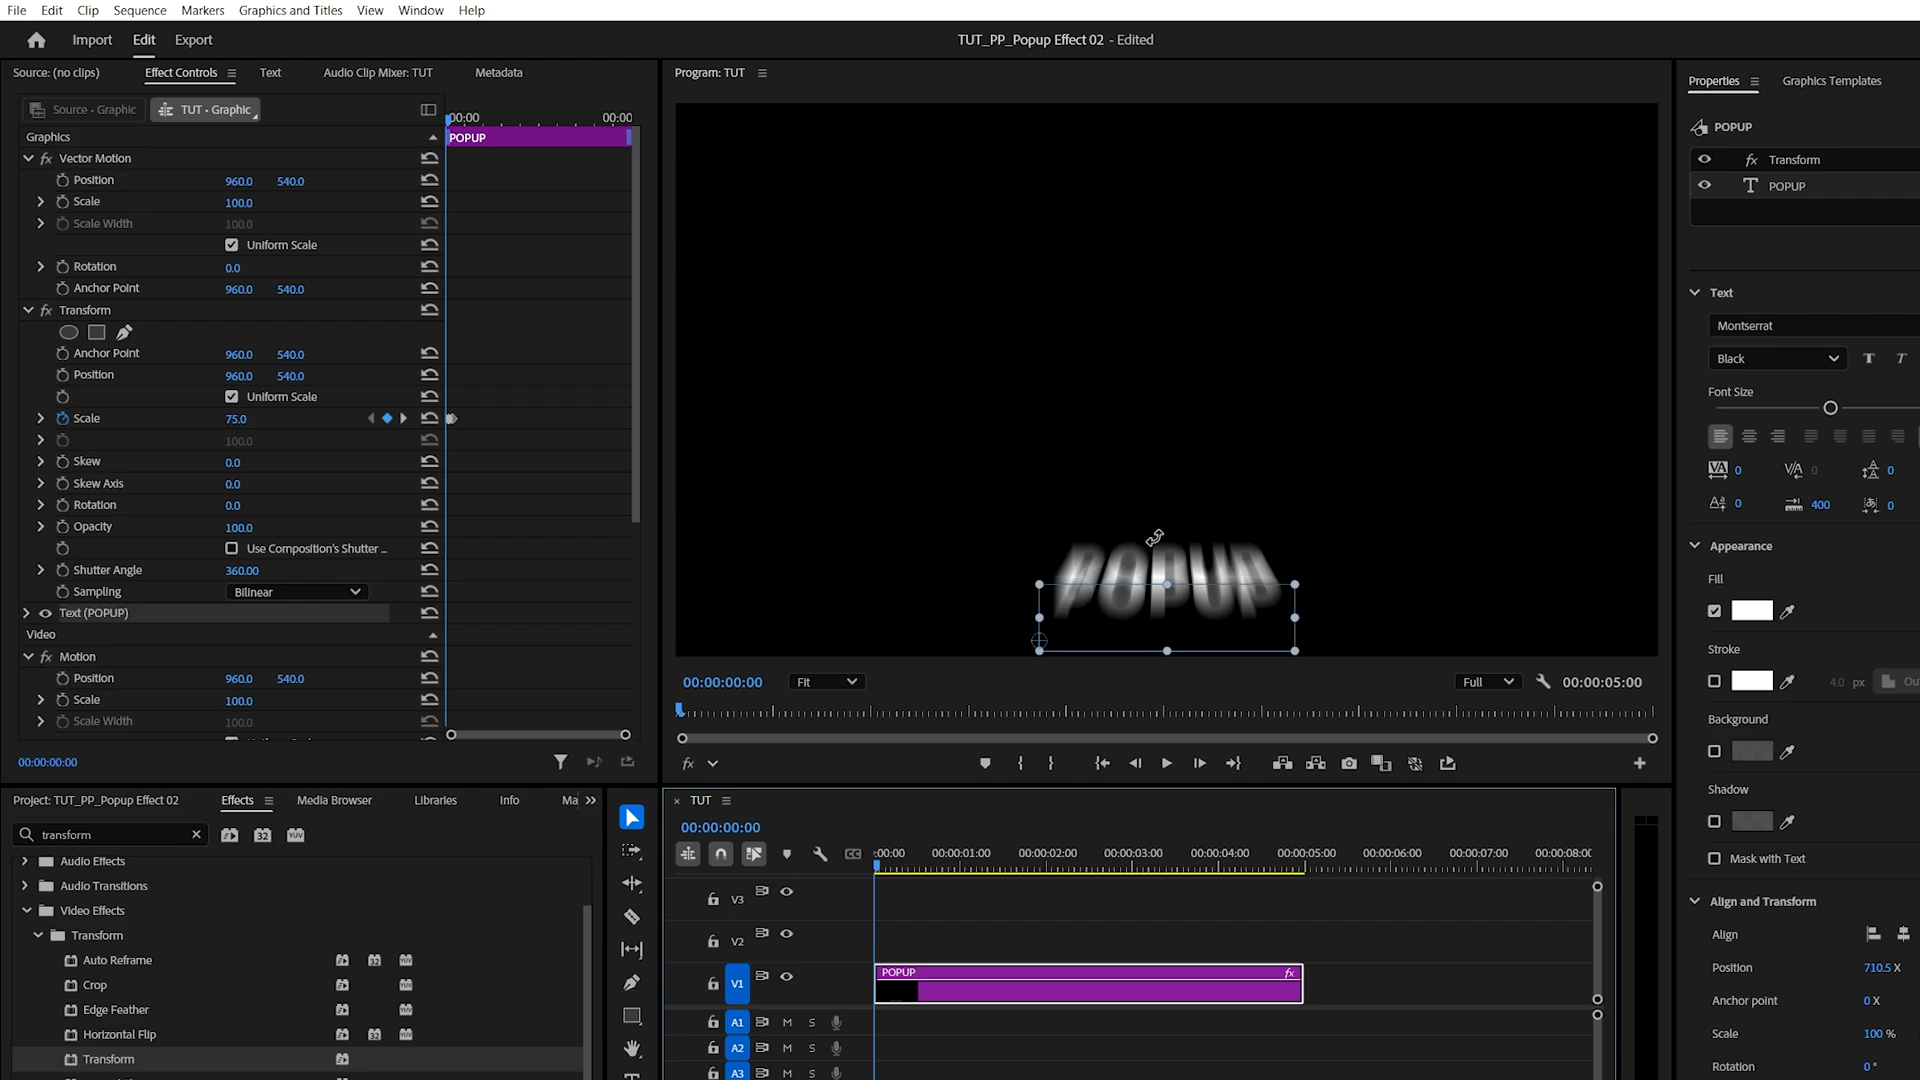 File Edit Clip Sequence Markers Graphics and Titles View Window Help
Import Edit Export
TUT_PP_Popup Effect 02 - Edited
Source: (no clips) Effect Controls Text Audio Clip Mixer: TUT Metadata
Source - Graphic TUT - Graphic
:00:00 00:00
Graphics
POPUP
Vector Motion
Position 960.0 540.0
Scale 100.0
Scale Width 100.0
Uniform Scale
Rotation 0.0
Anchor Point 960.0 540.0
Transform
Anchor Point 960.0 540.0
Position 960.0 540.0
Uniform Scale
Scale 75.0
100.0
Skew 0.0
Skew Axis 0.0
Rotation 0.0
Opacity 100.0
Use Composition's Shutter ...
Shutter Angle 360.00
Sampling Bilinear
Text (POPUP)
Video
Motion
Position 960.0 540.0
Scale 100.0
Scale Width 100.0
00:00:00:00
Program: TUT
POPUP
00:00:00:00 Fit Full 00:00:05:00
fx
Properties Graphics Templates
POPUP
fx Transform
T POPUP
Text
Montserrat
Black T T
Font Size
VA 0 V/A 0 0
0 400 0
Appearance
Fill
Stroke
4.0 px Ou
Background
Shadow
Mask with Text
Align and Transform
Align
Position 710.5 X
Anchor point 0 X
Scale 100 %
Rotation 0 °
Project: TUT_PP_Popup Effect 02 Effects Media Browser Libraries Info Ma
transform 32 YUV
Audio Effects
Audio Transitions
Video Effects
Transform
Auto Reframe 32 YUV
Crop YUV
Edge Feather
Horizontal Flip 32 YUV
Transform
TUT
00:00:00:00
CC
:00:00 00:00:01:00 00:00:02:00 00:00:03:00 00:00:04:00 00:00:05:00 00:00:06:00 00:00:07:00 00:00:08:00
V3
V2
V1 POPUP fx
A1 M S
A2 M S
A3 M S